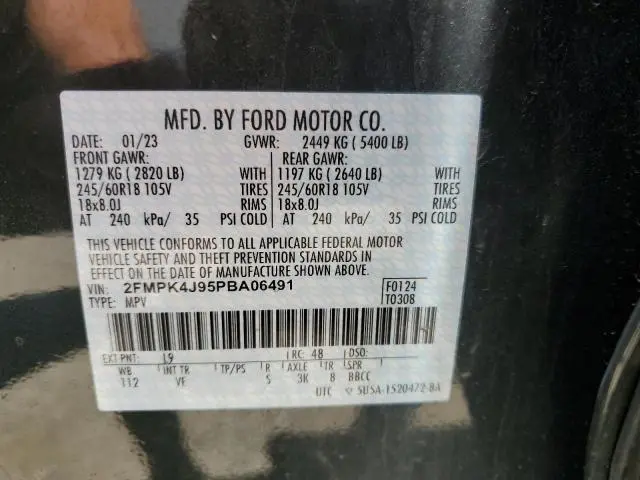 MFD. BY FORD MOTOR CO.
DATE: 01/23 GVWR: 2449 KG ( 5400 LB)
FRONT GAWR: REAR GAWR:
1279 KG ( 2820 LB) WITH 1197 KG ( 2640 LB) WITH
245/60R18 105V TIRES 245/60R18 105V TIRES
18x8.0J RIMS 18x8.0J RIMS
AT 240 kPa/ 35 PSI COLD AT 240 kPa/ 35 PSI COLD
THIS VEHICLE CONFORMS TO ALL APPLICABLE FEDERAL MOTOR
VEHICLE SAFETY AND THEFT PREVENTION STANDARDS IN
EFFECT ON THE DATE OF MANUFACTURE SHOWN ABOVE.
VIN: 2FMPK4J95PBA06491 F0124
TYPE: MPV T0308
EXT PNT: J9 RC: 48 DSO:
WB INT TR TP/PS R AXLE TR SPR
112 VE S 3K 8 BBCC
UTC 5U5A-1520472-BA